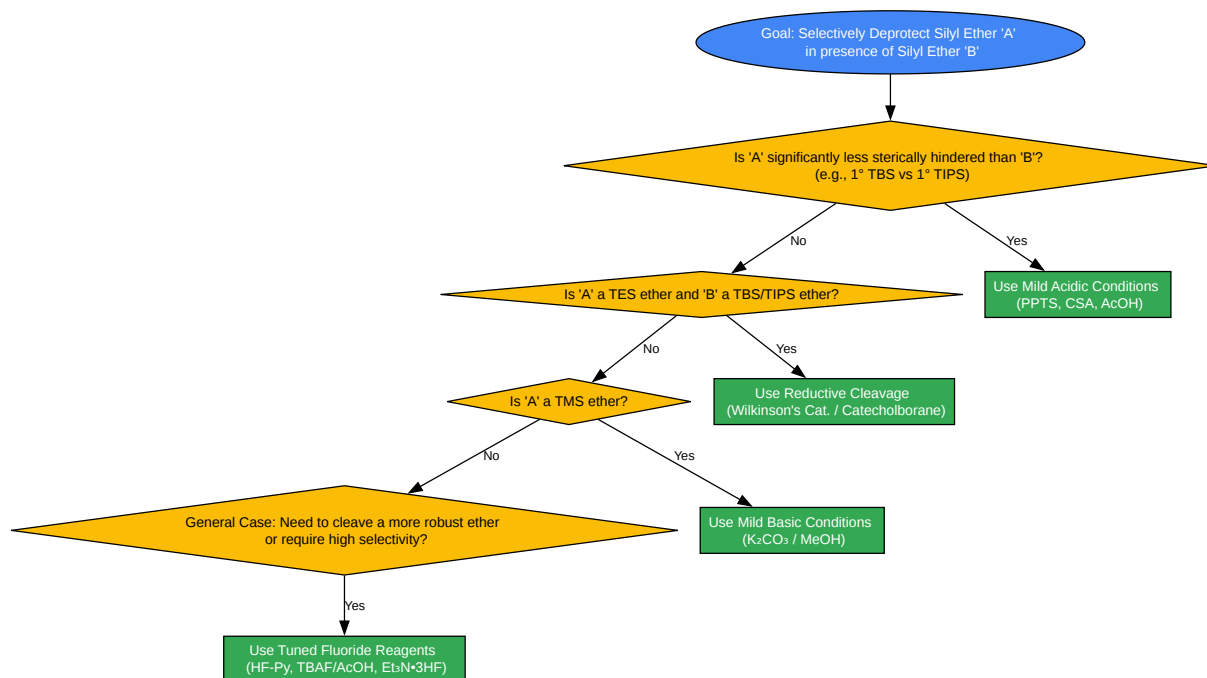 Goal: Selectively Deprotect Silyl Ether 'A'
in presence of Silyl Ether 'B'
Is 'A' significantly less sterically hindered than 'B'?
(e.g., 1° TBS vs 1° TIPS)
No
Yes
Is 'A' a TES ether and 'B' a TBS/TIPS ether?
Use Mild Acidic Conditions
(PPTS, CSA, AcOH)
No
Yes
Is 'A' a TMS ether?
Use Reductive Cleavage
(Wilkinson's Cat. / Catecholborane)
No
Yes
General Case: Need to cleave a more robust ether
or require high selectivity?
Use Mild Basic Conditions
(K₂CO₃ / MeOH)
Yes
Use Tuned Fluoride Reagents
(HF-Py, TBAF/AcOH, Et₃N•3HF)